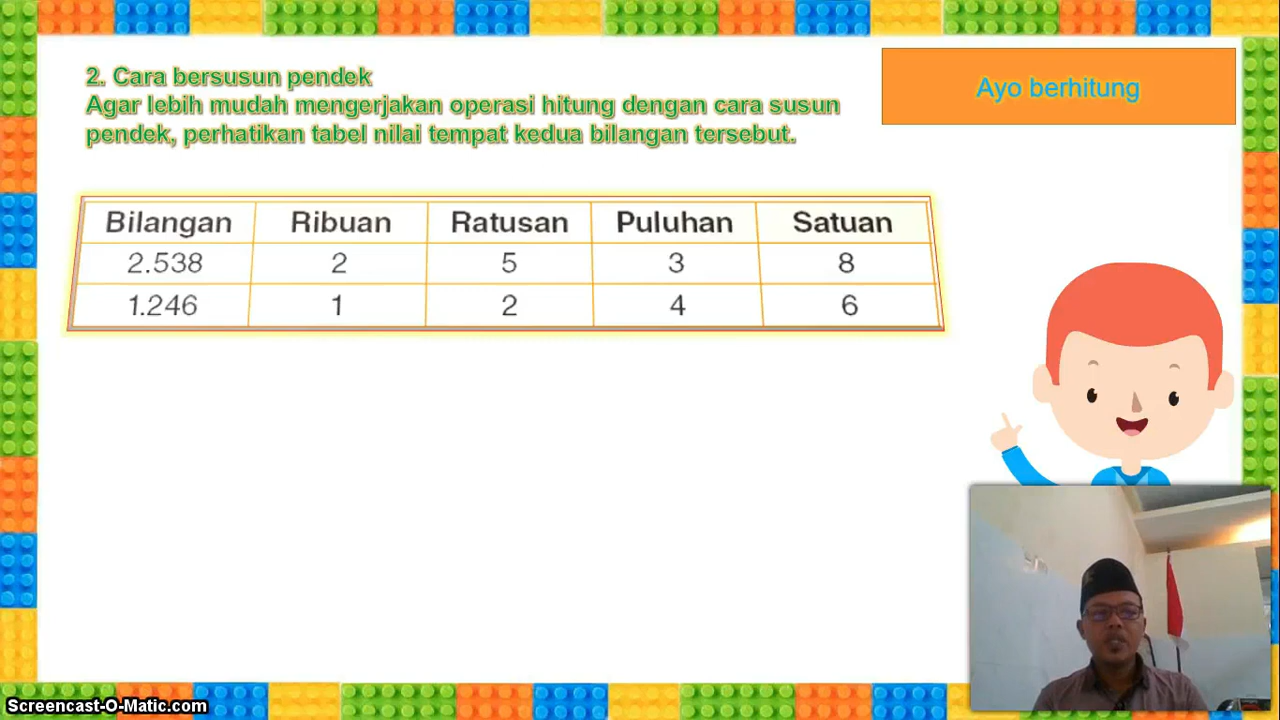 2. Cara bersusun pendek
Agar lebih mudah mengerjakan operasi hitung dengan cara susun
pendek, perhatikan tabel nilai tempat kedua bilangan tersebut.
Ayo berhitung
Bilangan Ribuan Ratusan Puluhan Satuan
2.538 2 5 3 8
1.246 1 2 4 6
Screencast-O-Matic.com